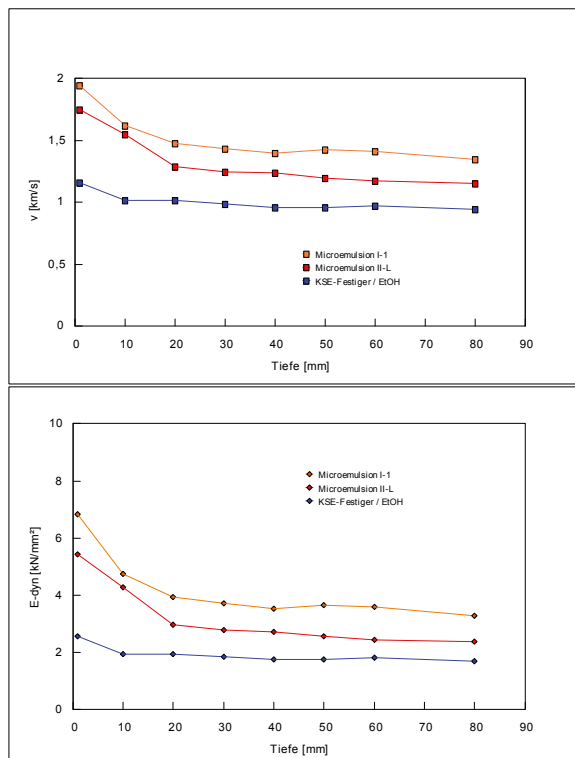 2
1,5
1
0,5
0
v [km/s]
Microemulsion I-1
Microemulsion II-L
KSE-Festiger / EtOH
0 10 20 30 40 50 60 70 80 90
Tiefe [mm]
10
8
6
4
2
0
E-dyn [kN/mm²]
Microemulsion I-1
Microemulsion II-L
KSE-Festiger / EtOH
0 10 20 30 40 50 60 70 80 90
Tiefe [mm]